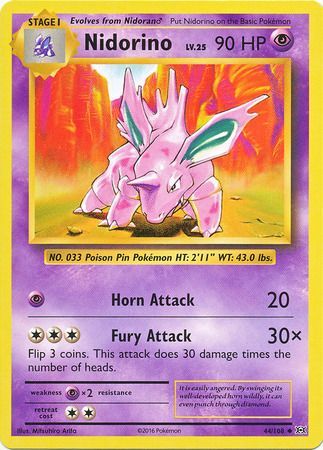 STAGE 1 Evolves from Nidoran♂ Put Nidorino on the Basic Pokémon
Nidorino LV.25 90 HP
NO. 033 Poison Pin Pokémon HT: 2'11" WT: 43.0 lbs.
Horn Attack 20
Fury Attack 30×
Flip 3 coins. This attack does 30 damage times
the number of heads.
weakness ×2 resistance
retreat
cost
It is easily angered. By swinging its
well-developed horn wildly, it can
even punch through diamond.
Illus. Mitsuhiro Arita ©2016 Pokémon 44/108 ◆